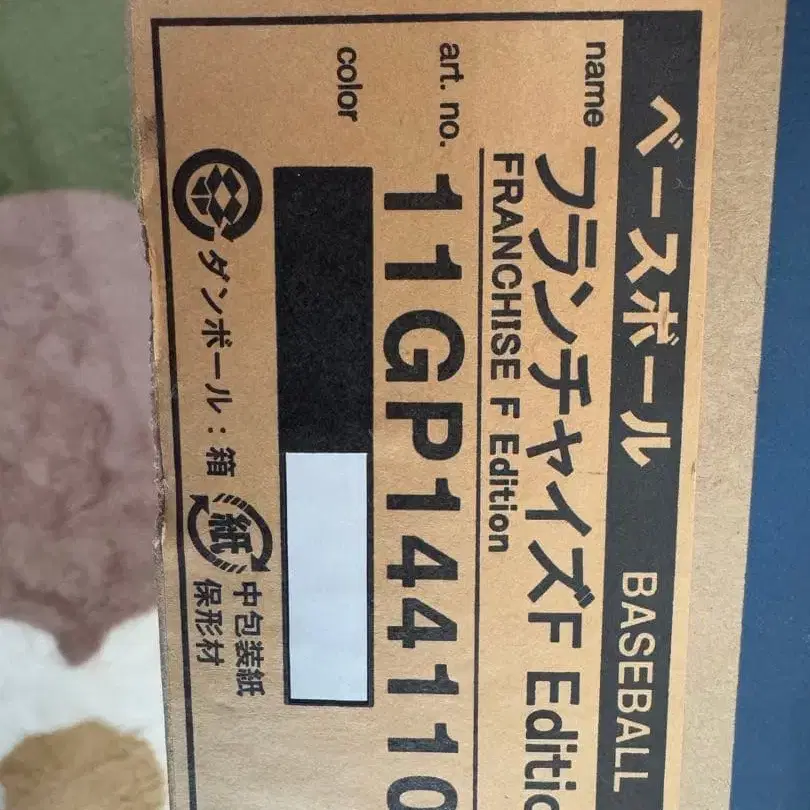 ベースボール BASEBALL
name フランチャイズF Editio
FRANCHISE F Edition
art. no. 11GP144110
color
ダンボール：箱 紙 中包装紙
保形材